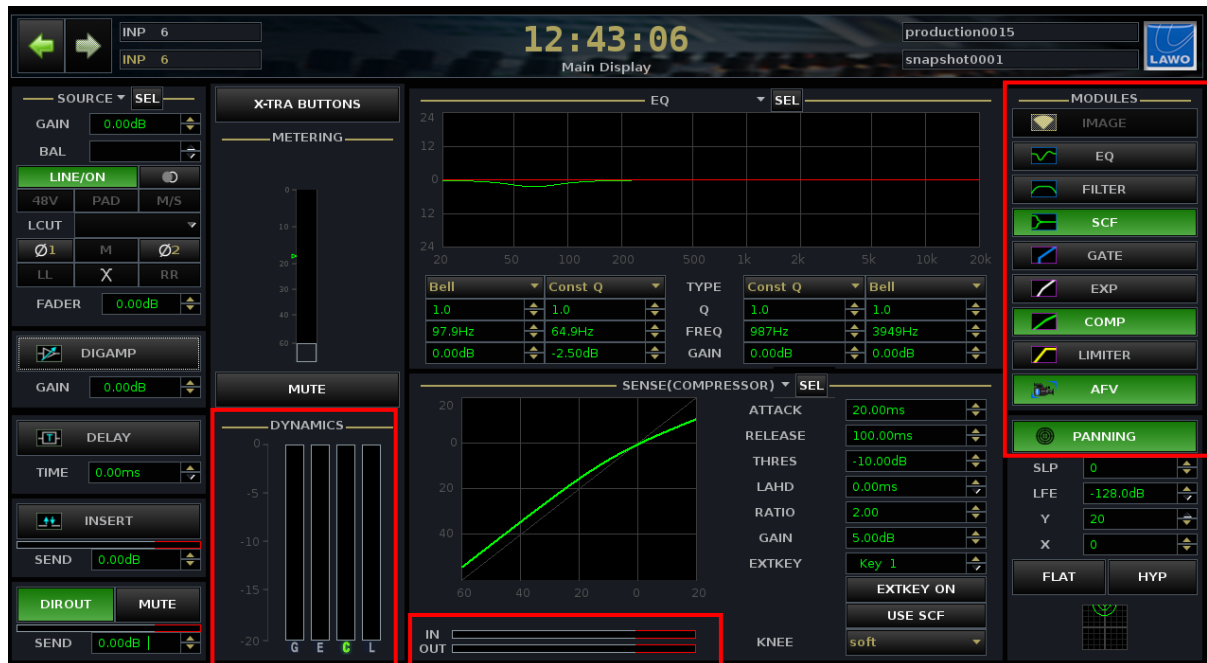 INP 6
INP 6
12:43:06
Main Display
production0015
snapshot0001
LAWO
SOURCE SEL
GAIN 0.00dB
BAL
LINE/ON
48V PAD M/S
LCUT
Ø1 M Ø2
LL X RR
FADER 0.00dB
DIGAMP
GAIN 0.00dB
T DELAY
TIME 0.00ms
INSERT
SEND 0.00dB
DIROUT MUTE
SEND 0.00dB
X-TRA BUTTONS
METERING
0
10
20
30
40
60
MUTE
DYNAMICS
0
-5
-10
-15
-20
G E C L
EQ SEL
24
12
0
12
24
20 50 100 200 500 1k 2k 5k 10k 20k
Bell Const Q TYPE Const Q Bell
1.0 1.0 Q 1.0 1.0
97.9Hz 64.9Hz FREQ 987Hz 3949Hz
0.00dB -2.50dB GAIN 0.00dB 0.00dB
SENSE(COMPRESSOR) SEL
20
0
20
40
60 40 20 0 20
IN
OUT
ATTACK 20.00ms
RELEASE 100.00ms
THRES -10.00dB
LAHD 0.00ms
RATIO 2.00
GAIN 5.00dB
EXTKEY Key 1
EXTKEY ON
USE SCF
KNEE soft
MODULES
IMAGE
EQ
FILTER
SCF
GATE
EXP
COMP
LIMITER
AFV
PANNING
SLP 0
LFE -128.0dB
Y 20
X 0
FLAT HYP